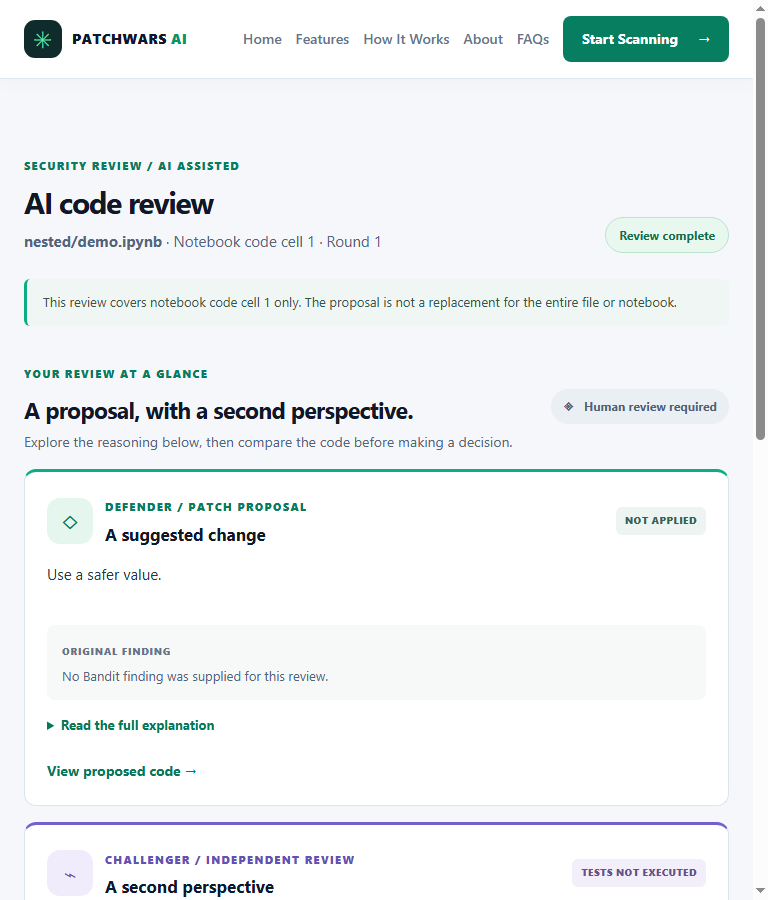 PATCHWARS AI
Home Features How It Works About FAQs Start Scanning →
SECURITY REVIEW / AI ASSISTED
AI code review
nested/demo.ipynb · Notebook code cell 1 · Round 1
Review complete
This review covers notebook code cell 1 only. The proposal is not a replacement for the entire file or notebook.
YOUR REVIEW AT A GLANCE
A proposal, with a second perspective.
Human review required
Explore the reasoning below, then compare the code before making a decision.
DEFENDER / PATCH PROPOSAL
A suggested change
NOT APPLIED
Use a safer value.
ORIGINAL FINDING
No Bandit finding was supplied for this review.
Read the full explanation
View proposed code →
CHALLENGER / INDEPENDENT REVIEW
A second perspective
TESTS NOT EXECUTED